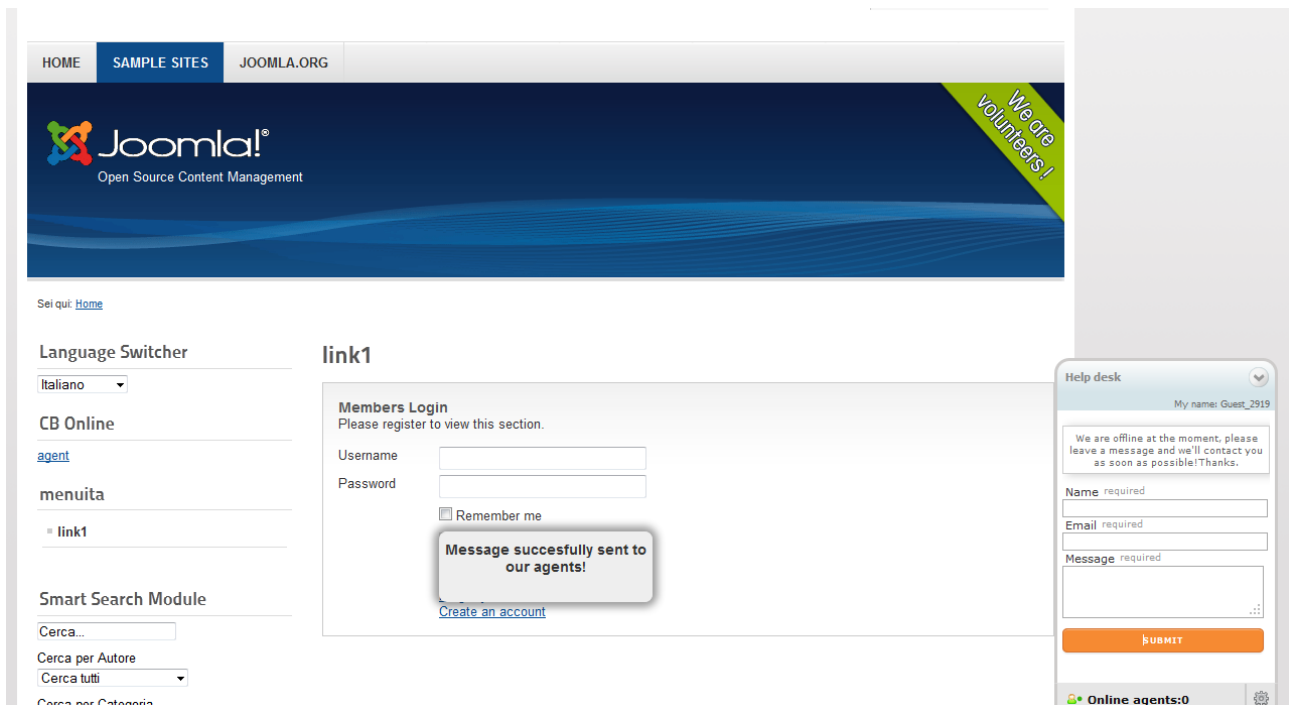 HOME SAMPLE SITES JOOMLA.ORG
We are
volunteers!
Joomla!®
Open Source Content Management
Sei qui: Home
Language Switcher
Italiano
CB Online
agent
menuita
link1
Smart Search Module
Cerca...
Cerca per Autore
Cerca tutti
Cerca per Categoria
link1
Members Login
Please register to view this section.
Username
Password
Remember me
Message succesfully sent to
our agents!
Create an account
Help desk
My name: Guest_2919
We are offline at the moment, please
leave a message and we'll contact you
as soon as possible!Thanks.
Name required
Email required
Message required
SUBMIT
Online agents:0